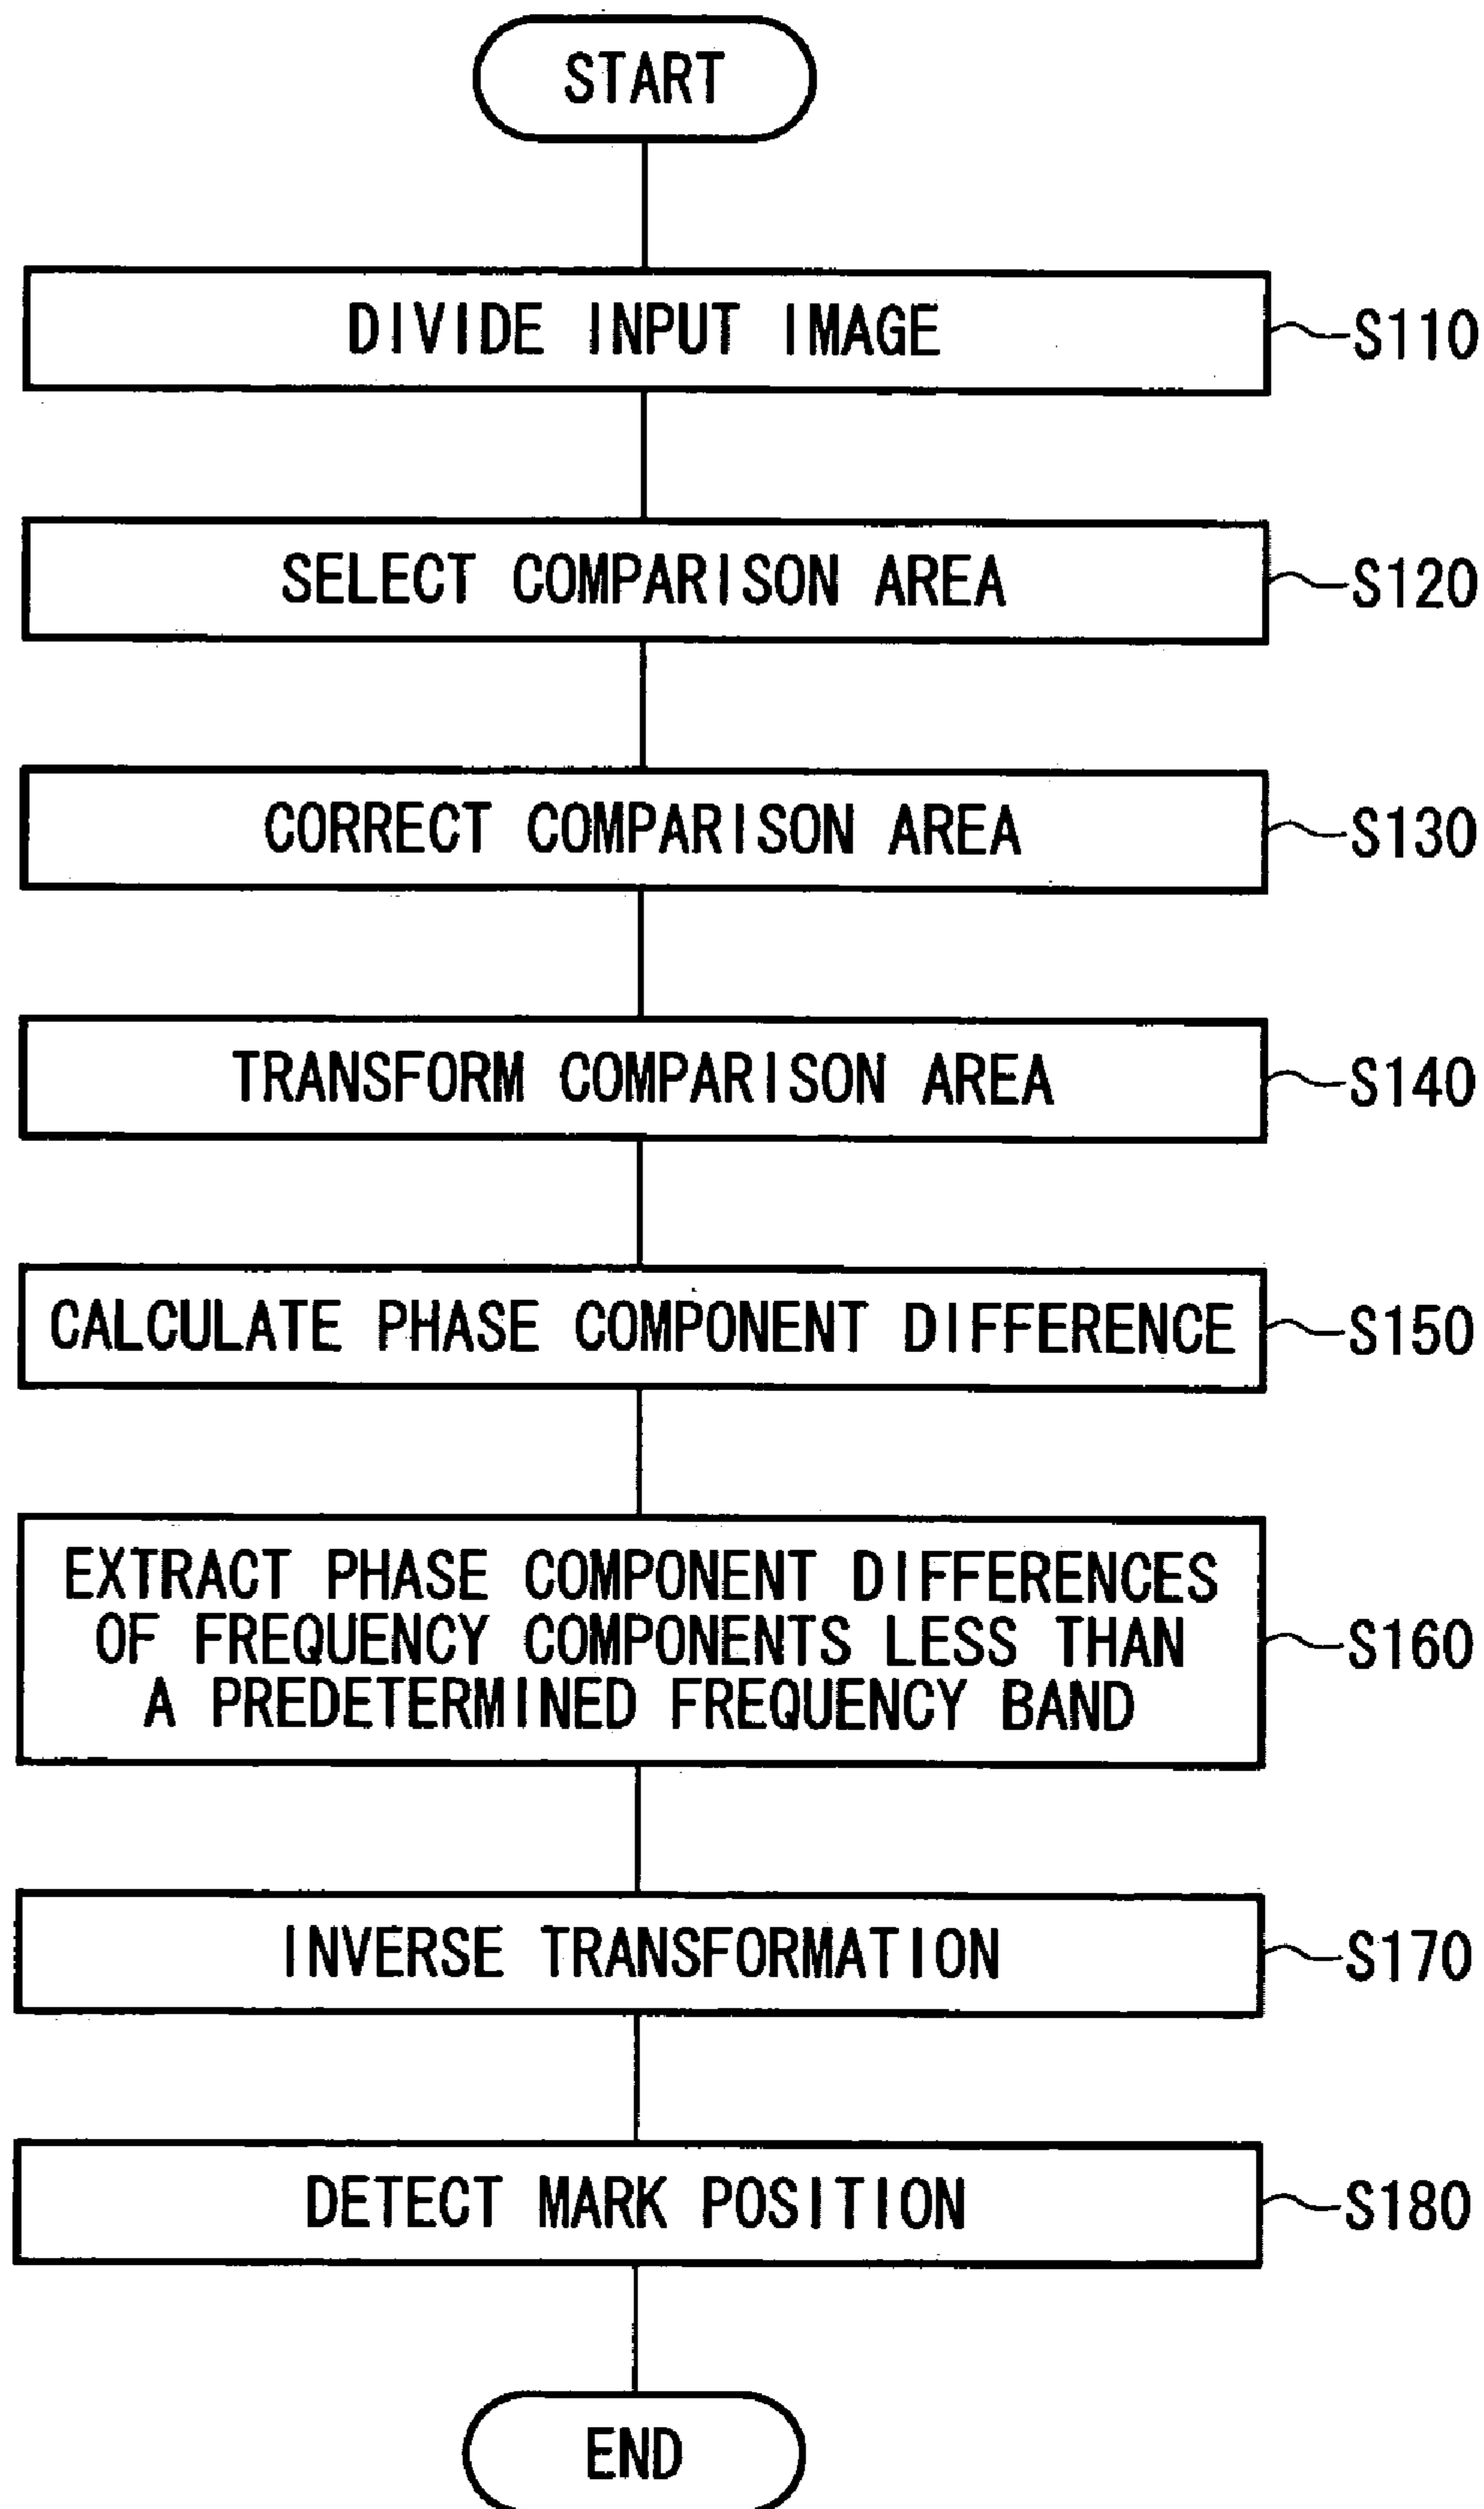 START
DIVIDE INPUT IMAGE
S110
SELECT COMPARISON AREA
S120
CORRECT COMPARISON AREA
S130
TRANSFORM COMPARISON AREA
S140
CALCULATE PHASE COMPONENT DIFFERENCE
S150
EXTRACT PHASE COMPONENT DIFFERENCES
OF FREQUENCY COMPONENTS LESS THAN
A PREDETERMINED FREQUENCY BAND
S160
INVERSE TRANSFORMATION
S170
DETECT MARK POSITION
S180
END